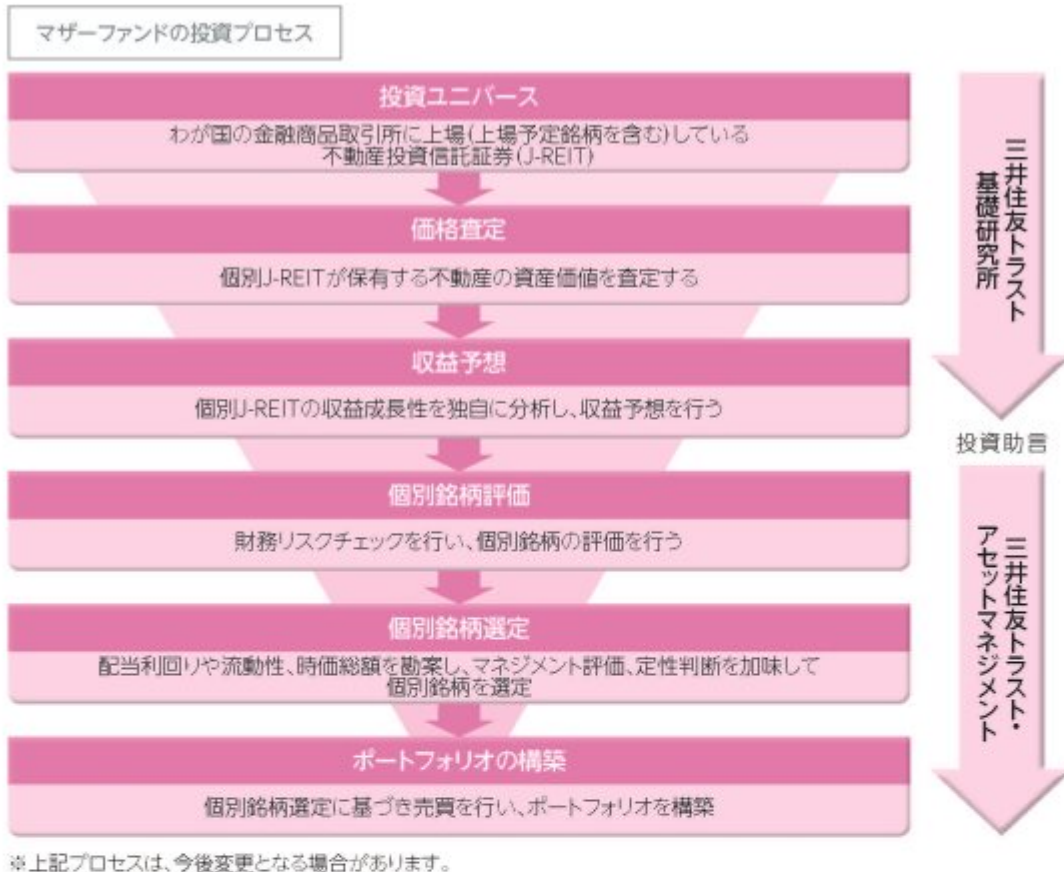 マザーファンドの投資プロセス
投資ユニバース
わが国の金融商品取引所に上場(上場予定銘柄を含む)している
不動産投資信託証券(J-REIT)
価格査定
個別J-REITが保有する不動産の資産価値を査定する
収益予想
個別J-REITの収益成長性を独自に分析し、収益予想を行う
個別銘柄評価
財務リスクチェックを行い、個別銘柄の評価を行う
個別銘柄選定
配当利回りや流動性、時価総額を勘案し、マネジメント評価、定性判断を加味して
個別銘柄を選定
ポートフォリオの構築
個別銘柄選定に基づき売買を行い、ポートフォリオを構築
三井住友トラスト
基礎研究所
投資助言
三井住友トラスト・
アセットマネジメント
※上記プロセスは、今後変更となる場合があります。